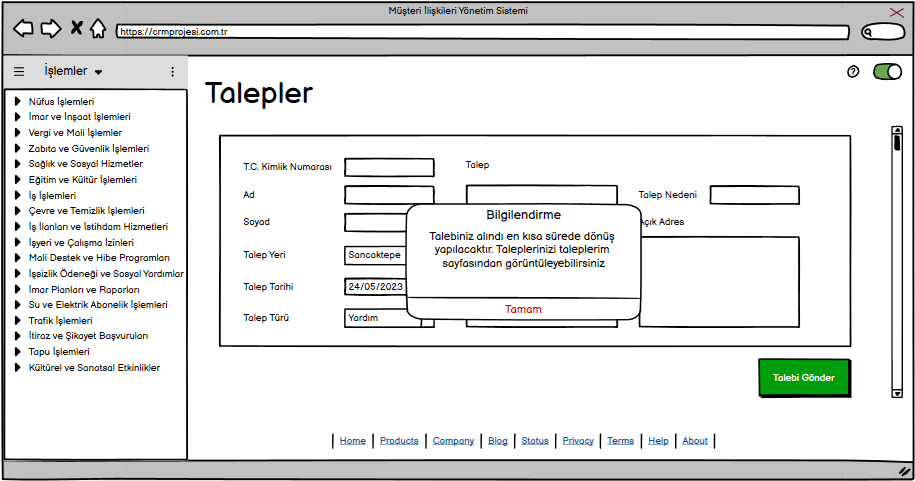 Müşteri İlişkileri Yönetim Sistemi
https://crmprojesi.com.tr
İşlemler
Talepler
Nüfus İşlemleri
İmar ve İnşaat İşlemleri
Vergi ve Mali İşlemler
Zabıta ve Güvenlik İşlemleri
Sağlık ve Sosyal Hizmetler
Eğitim ve Kültür İşlemleri
İş İşlemleri
Çevre ve Temizlik İşlemleri
İş İlanları ve İstihdam Hizmetleri
İşyeri ve Çalışma İzinleri
Mali Destek ve Hibe Programları
İşsizlik Ödeneği ve Sosyal Yardımlar
İmar Planları ve Raporları
Su ve Elektrik Abonelik İşlemleri
Trafik İşlemleri
İtiraz ve Şikayet Başvuruları
Tapu İşlemleri
Kültürel ve Sanatsal Etkinlikler
T.C. Kimlik Numarası
Talep
Ad
Talep Nedeni
Soyad
Açık Adres
Talep Yeri
Sancaktepe
Talep Tarihi
24/05/2023
Talep Türü
Yardım
Bilgilendirme
Talebiniz alındı en kısa sürede dönüş
yapılacaktır. Taleplerinizi taleplerim
sayfasından görüntüleyebilirsiniz
Tamam
Talebi Gönder
Home Products Company Blog Status Privacy Terms Help About